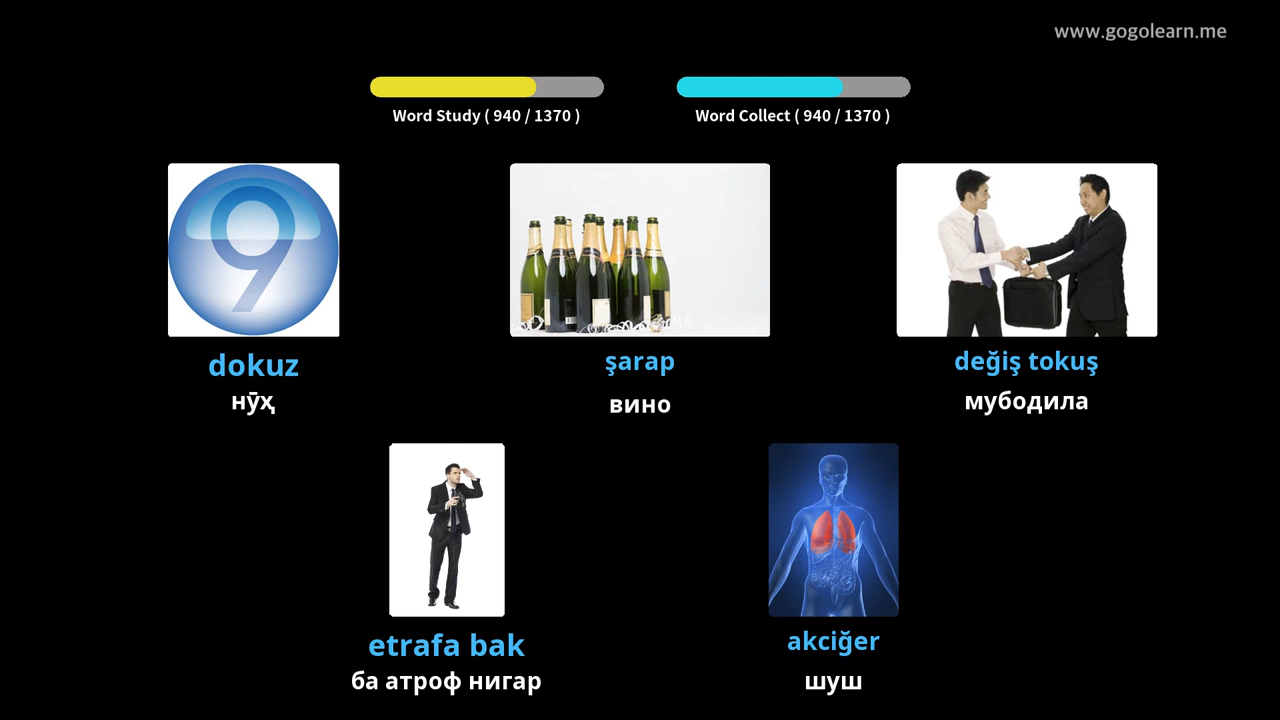 www.gogolearn.me
Word Study ( 940 / 1370 )
Word Collect ( 940 / 1370 )
9
dokuz
нӯҳ
şarap
вино
değiş tokuş
мубодила
etrafa bak
ба атроф нигар
akciğer
шуш